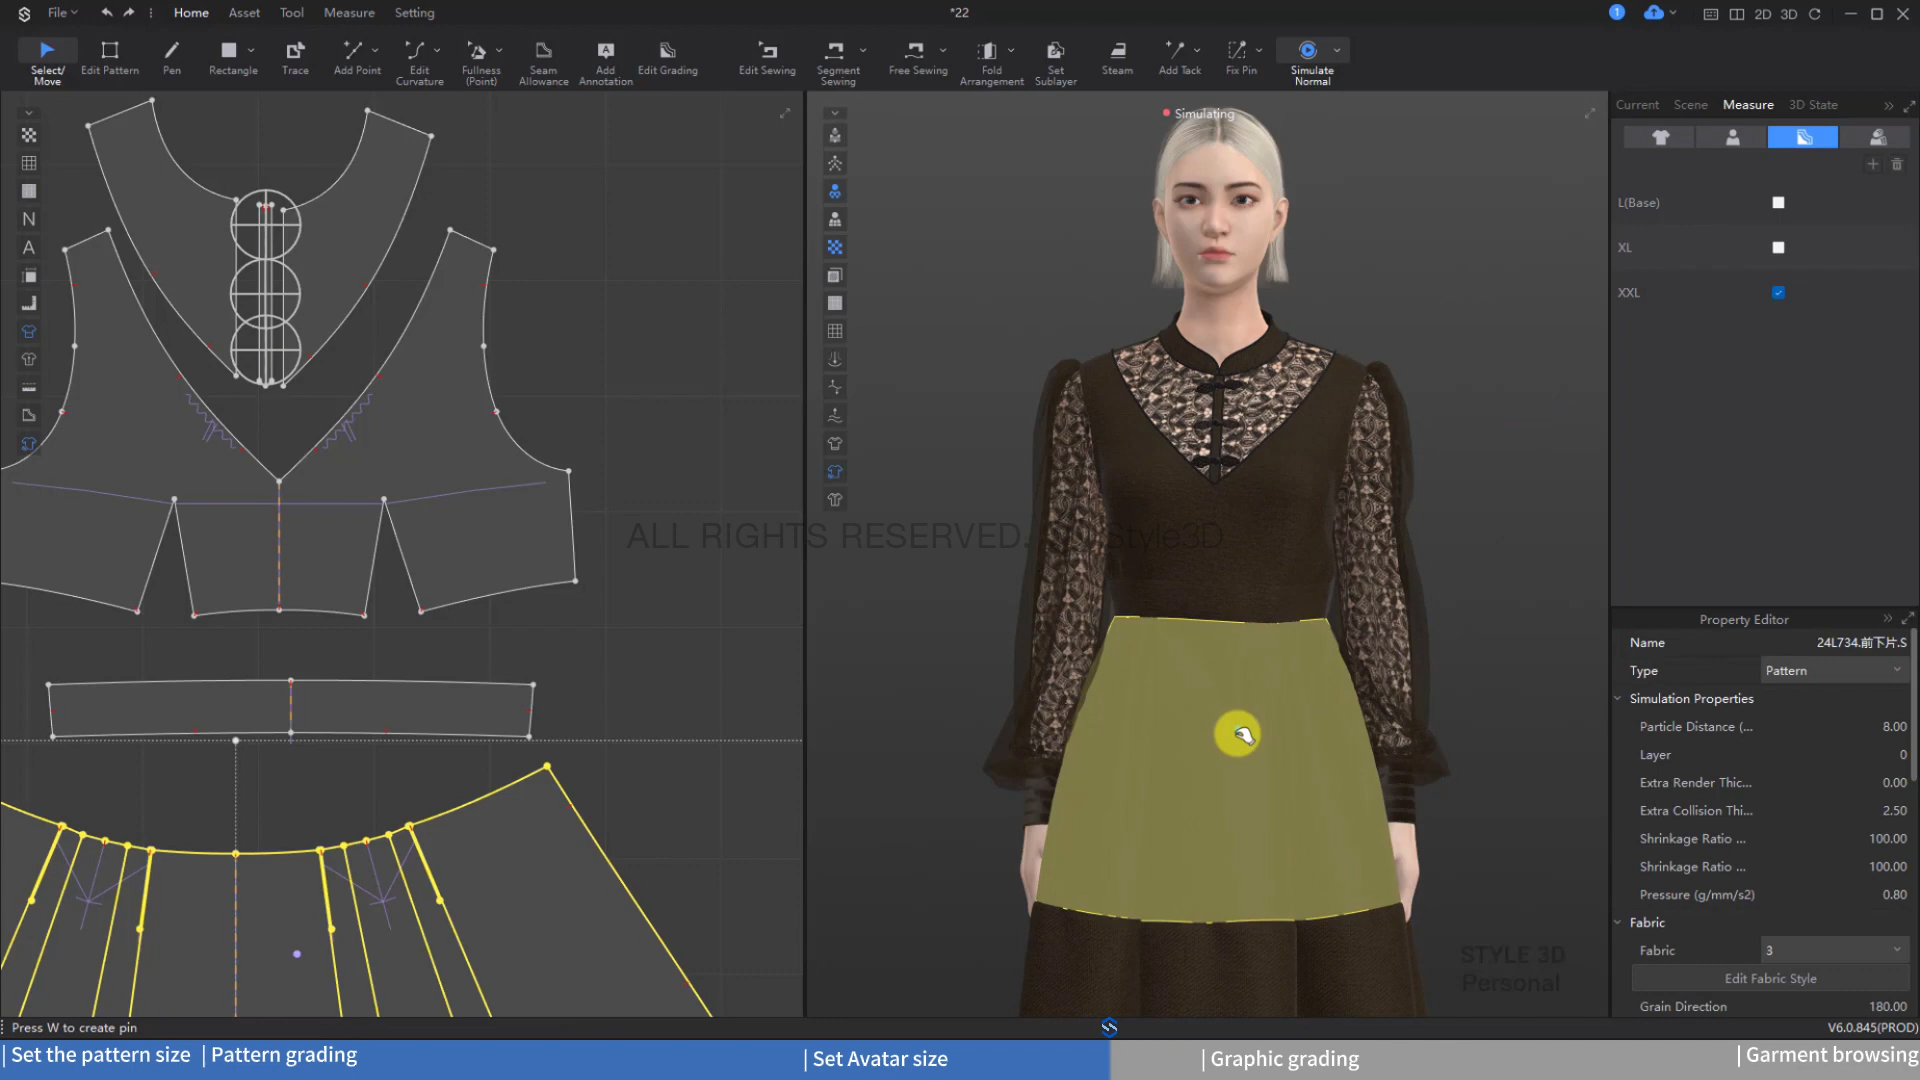 File
Home
Asset
Tool
Measure
Setting
*22
1
2D
3D
Select/
Move
Edit Pattern
Pen
Rectangle
Trace
Add Point
Edit
Curvature
Fullness
(Point)
Seam
Allowance
Add
Annotation
Edit Grading
Edit Sewing
Segment
Sewing
Free Sewing
Fold
Arrangement
Set
Sublayer
Steam
Add Tack
Fix Pin
Simulate
Normal
Simulating
Current
Scene
Measure
3D State
L(Base)
XL
XXL
ALL RIGHTS RESERVED.
Style3D
STYLE 3D
Personal
Property Editor
Name
24L734.前下片.S
Type
Pattern
Simulation Properties
Particle Distance (...
8.00
Layer
0
Extra Render Thic...
0.00
Extra Collision Thi...
2.50
Shrinkage Ratio ...
100.00
Shrinkage Ratio ...
100.00
Pressure (g/mm/s2)
0.80
Fabric
Fabric
3
Edit Fabric Style
Grain Direction
180.00
Press W to create pin
V6.0.845(PROD)
| Set the pattern size
| Pattern grading
| Set Avatar size
| Graphic grading
| Garment browsing